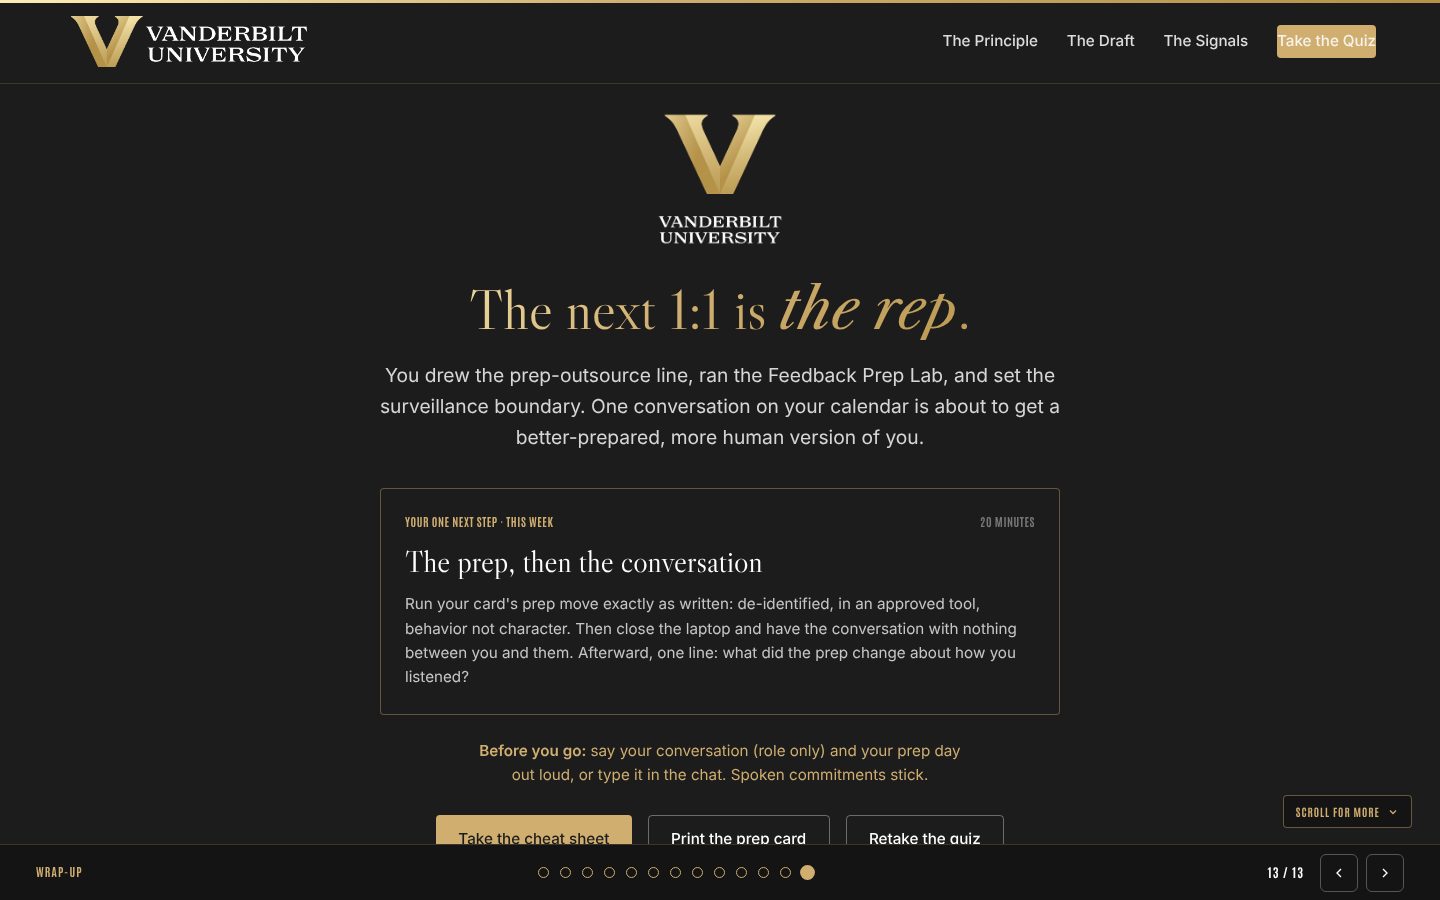 VANDERBILT
UNIVERSITY
The Principle
The Draft
The Signals
Take the Quiz
VANDERBILT
UNIVERSITY
The next 1:1 is the rep.
You drew the prep-outsource line, ran the Feedback Prep Lab, and set the
surveillance boundary. One conversation on your calendar is about to get a
better-prepared, more human version of you.
YOUR ONE NEXT STEP · THIS WEEK
20 MINUTES
The prep, then the conversation
Run your card's prep move exactly as written: de-identified, in an approved tool,
behavior not character. Then close the laptop and have the conversation with nothing
between you and them. Afterward, one line: what did the prep change about how you
listened?
Before you go: say your conversation (role only) and your prep day
out loud, or type it in the chat. Spoken commitments stick.
Take the cheat sheet
Print the prep card
Retake the quiz
SCROLL FOR MORE
WRAP-UP
13 / 13